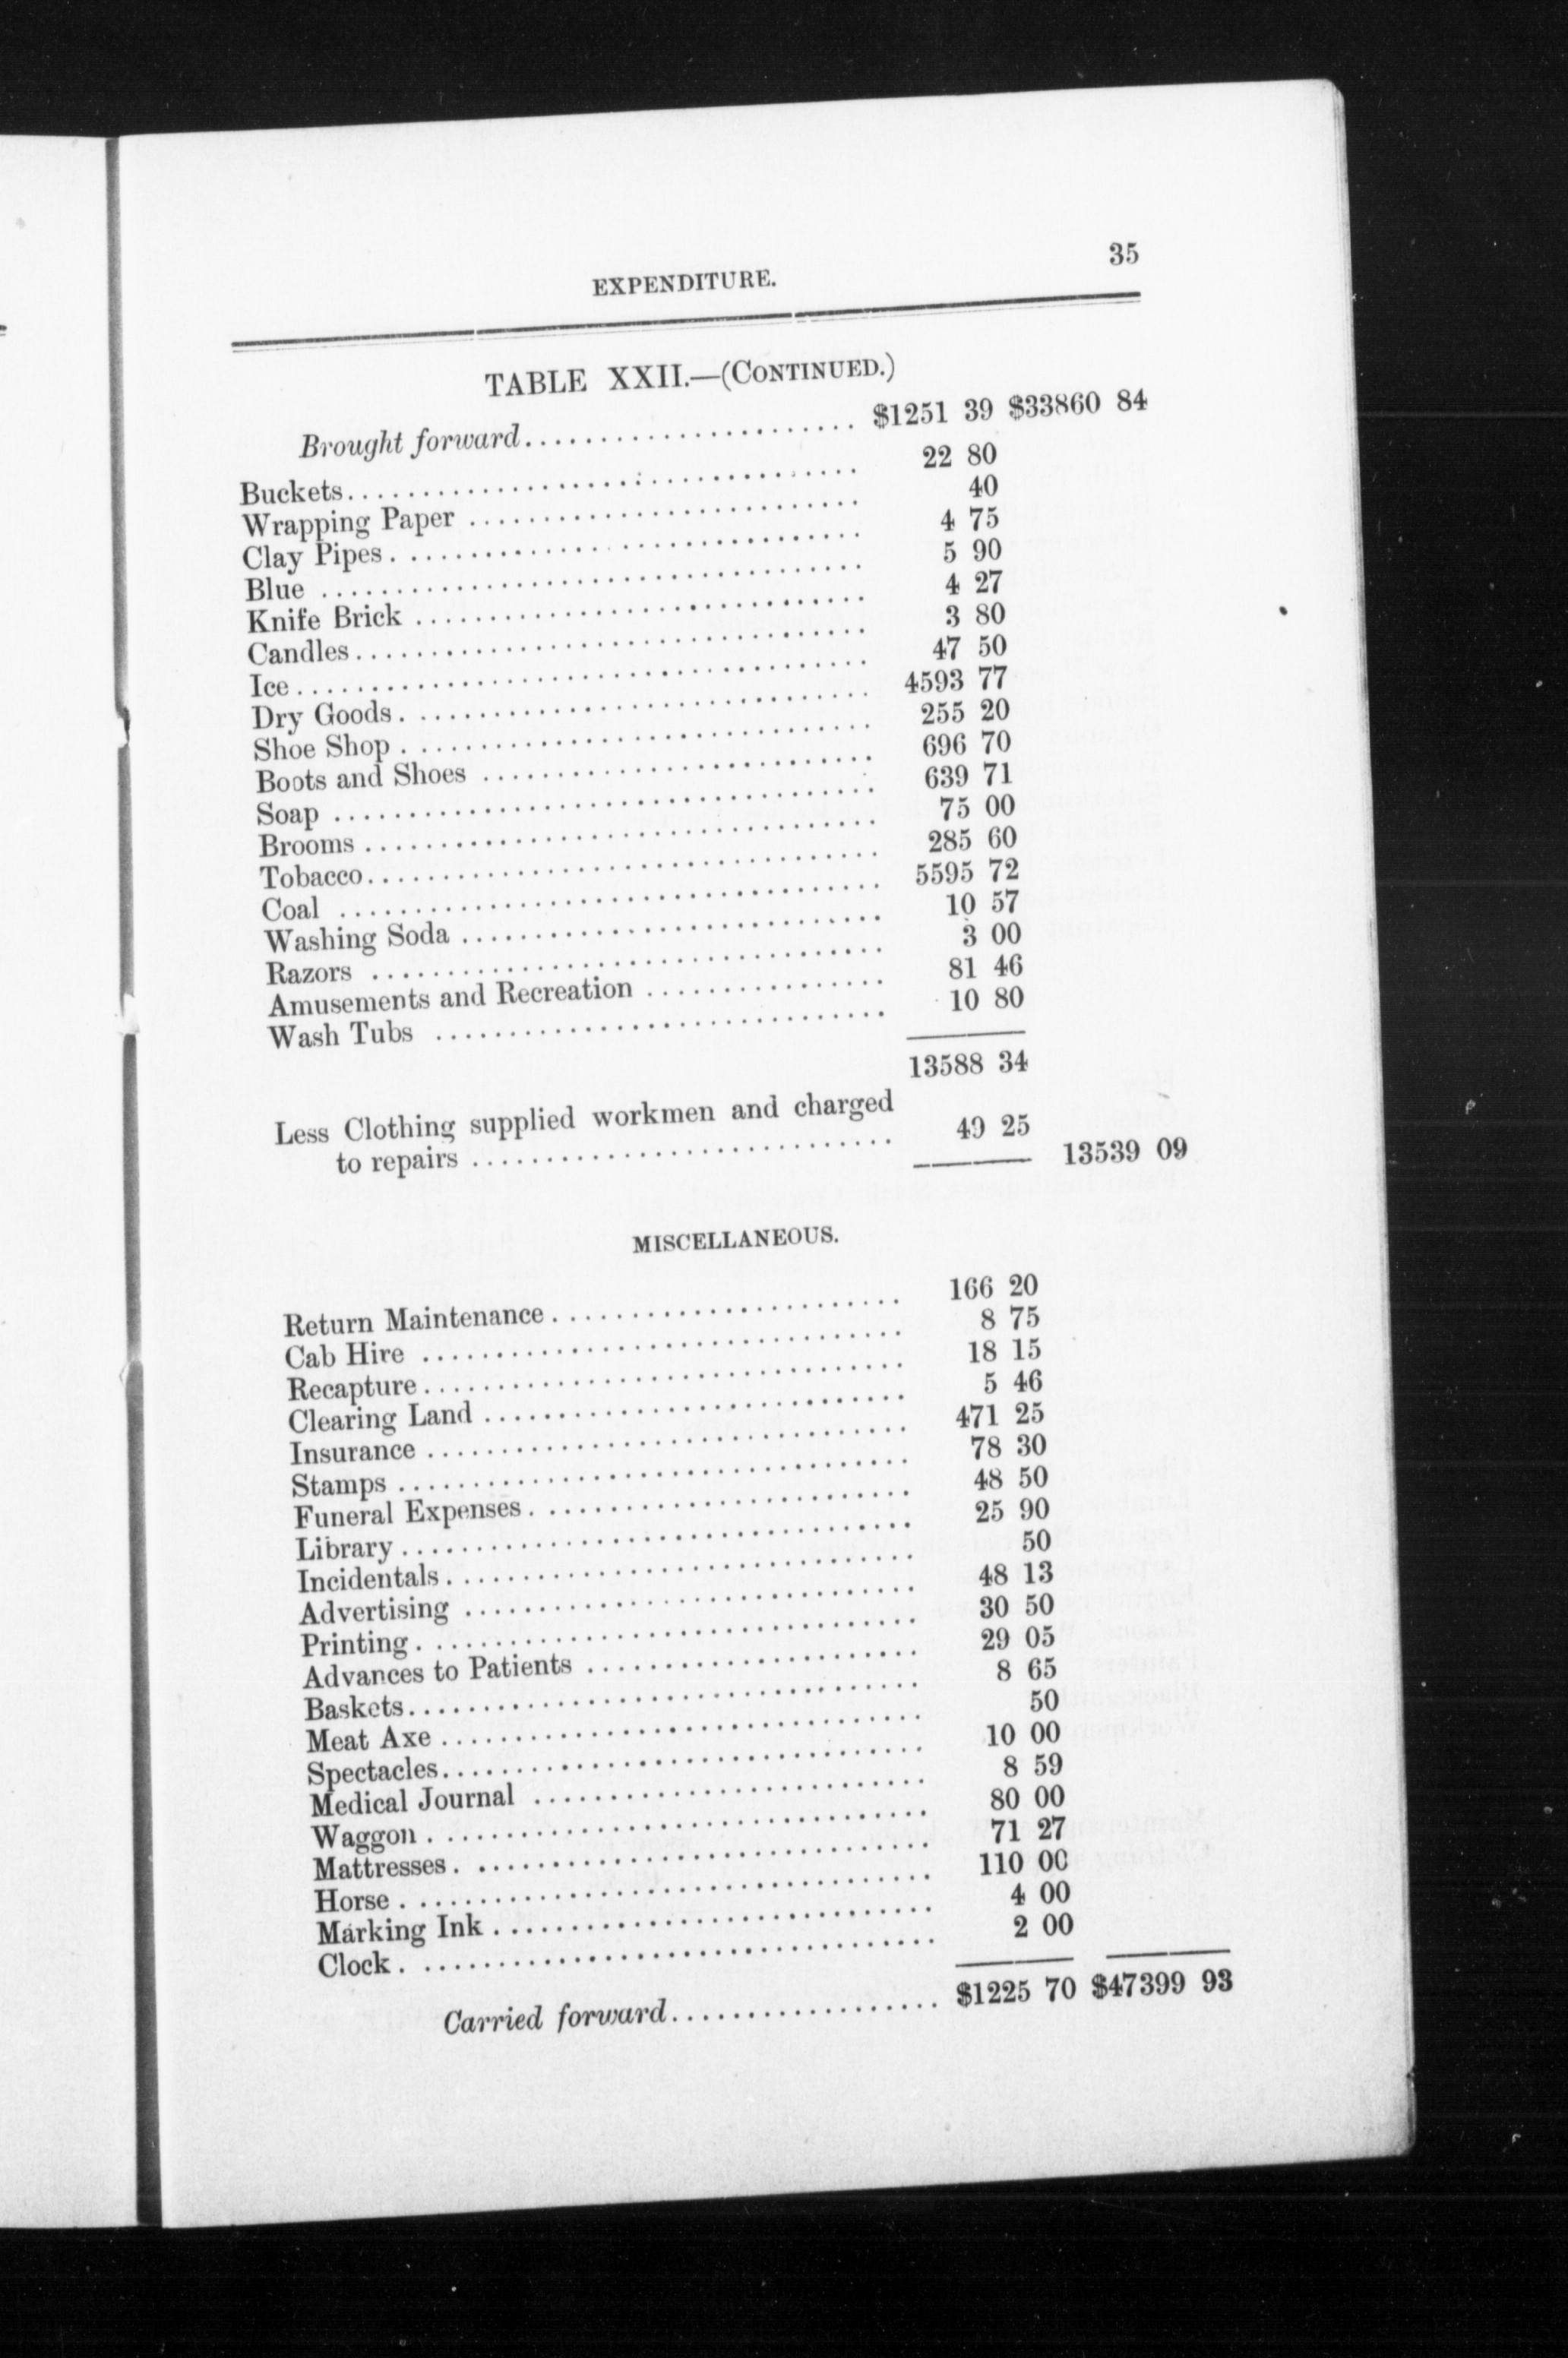 35
EXPENDITURE.
TABLE XXII.—(CONTINUED.)
Brought forward...................... $1251 39 $33860 84
Buckets.................................. 22 80
Wrapping Paper .......................... 40
Clay Pipes................................ 4 75
Blue .................................... 5 90
Knife Brick .............................. 4 27
Candles.................................. 3 80
Ice...................................... 47 50
Dry Goods................................ 4593 77
Shoe Shop................................ 255 20
Boots and Shoes .......................... 696 70
Soap .................................... 639 71
Brooms.................................. 75 00
Tobacco.................................. 285 60
Coal .................................... 5595 72
Washing Soda ............................ 10 57
Razors .................................. 3 00
Amusements and Recreation ................ 81 46
Wash Tubs .............................. 10 80
13588 34
Less Clothing supplied workmen and charged
to repairs ............................ 49 25 13539 09
MISCELLANEOUS.
Return Maintenance........................ 166 20
Cab Hire ................................ 8 75
Recapture................................ 18 15
Clearing Land ............................ 5 46
Insurance ................................ 471 25
Stamps .................................. 78 30
Funeral Expenses.......................... 48 50
Library.................................. 25 90
Incidentals................................ 50
Advertising .............................. 48 13
Printing.................................. 30 50
Advances to Patients ...................... 29 05
Baskets.................................. 8 65
Meat Axe................................ 50
Spectacles................................ 10 00
Medical Journal .......................... 8 59
Waggon.................................. 80 00
Mattresses................................ 71 27
Horse.................................... 110 00
Marking Ink.............................. 4 00
Clock.................................... 2 00
Carried forward.................. $1225 70 $47399 93